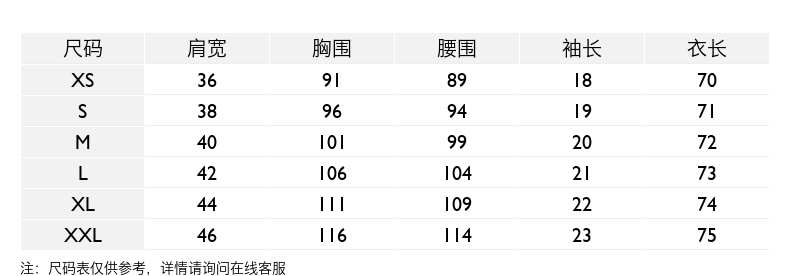 尺码 肩宽 胸围 腰围 袖长 衣长
XS 36 91 89 18 70
S 38 96 94 19 71
M 40 101 99 20 72
L 42 106 104 21 73
XL 44 111 109 22 74
XXL 46 116 114 23 75
注：尺码表仅供参考，详情请询问在线客服